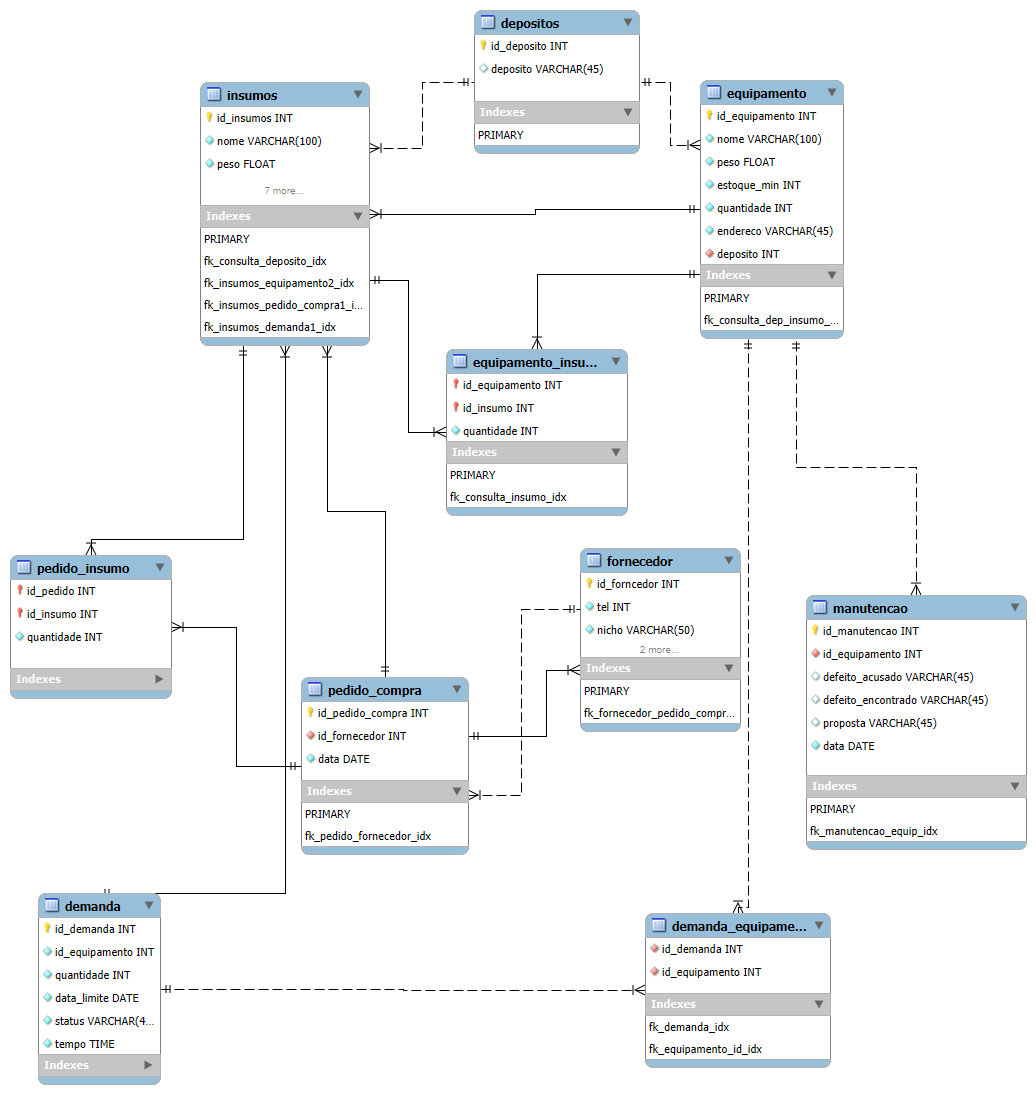 depositos
id_deposito INT
deposito VARCHAR(45)
Indexes
PRIMARY
insumos
id_insumos INT
nome VARCHAR(100)
peso FLOAT
7 more...
Indexes
PRIMARY
fk_consulta_deposito_idx
fk_insumos_equipamento2_idx
fk_insumos_pedido_compra1_i...
fk_insumos_demanda1_idx
equipamento
id_equipamento INT
nome VARCHAR(100)
peso FLOAT
estoque_min INT
quantidade INT
endereco VARCHAR(45)
deposito INT
Indexes
PRIMARY
fk_consulta_dep_insumo_...
equipamento_insu...
id_equipamento INT
id_insumo INT
quantidade INT
Indexes
PRIMARY
fk_consulta_insumo_idx
pedido_insumo
id_pedido INT
id_insumo INT
quantidade INT
Indexes
fornecedor
id_forncedor INT
tel INT
nicho VARCHAR(50)
2 more...
Indexes
PRIMARY
fk_fornecedor_pedido_compr...
manutencao
id_manutencao INT
id_equipamento INT
defeito_acusado VARCHAR(45)
defeito_encontrado VARCHAR(45)
proposta VARCHAR(45)
data DATE
Indexes
PRIMARY
fk_manutencao_equip_idx
pedido_compra
id_pedido_compra INT
id_fornecedor INT
data DATE
Indexes
PRIMARY
fk_pedido_fornecedor_idx
demanda
id_demanda INT
id_equipamento INT
quantidade INT
data_limite DATE
status VARCHAR(4...
tempo TIME
Indexes
demanda_equipame...
id_demanda INT
id_equipamento INT
Indexes
fk_demanda_idx
fk_equipamento_id_idx